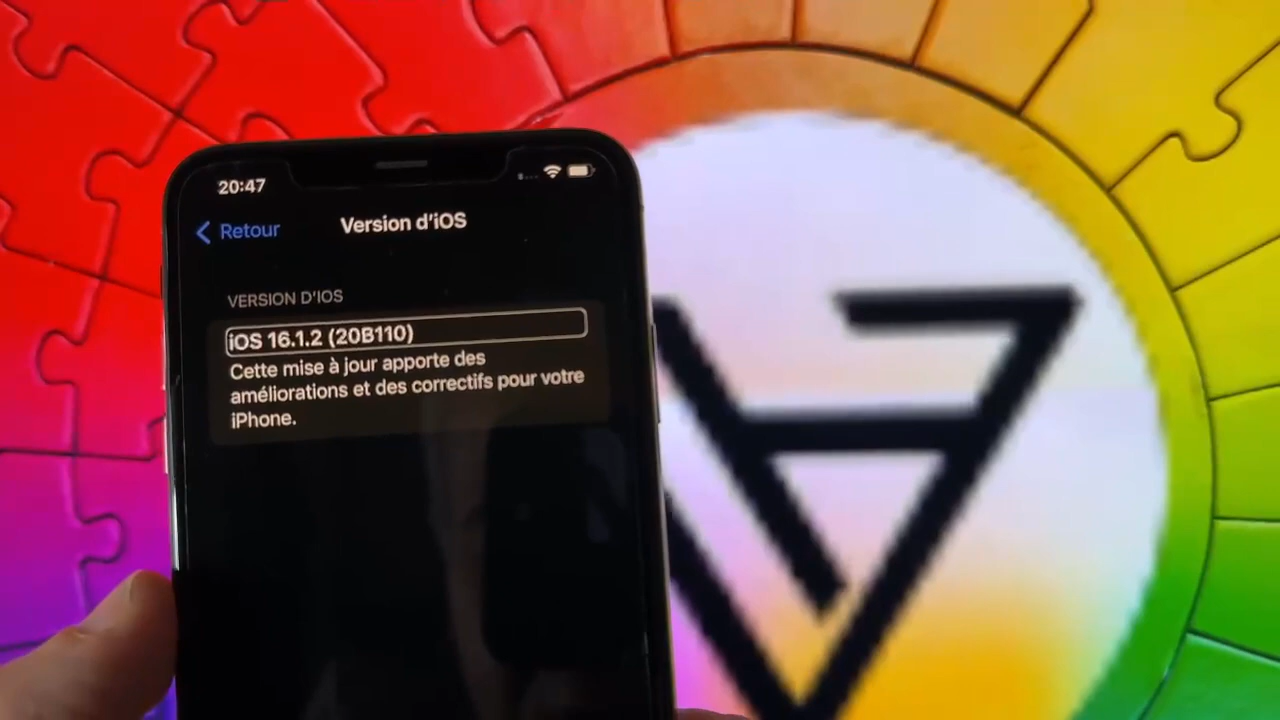 20:47
Retour
Version d'iOS
VERSION D'IOS
iOS 16.1.2 (20B110)
Cette mise à jour apporte des
améliorations et des correctifs pour votre
iPhone.